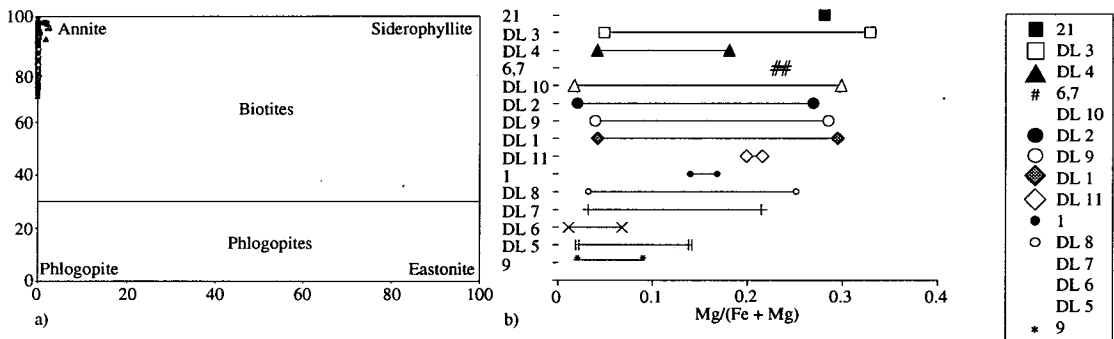 a)
100
80
60
40
20
0
0
20
40
60
80
100
Annite
Siderophyllite
Biotites
Phlogopites
Phlogopite
Eastonite
b)
21
DL 3
DL 4
6,7
DL 10
DL 2
DL 9
DL 1
DL 11
1
DL 8
DL 7
DL 6
DL 5
9
##
0
0.1
0.2
0.3
0.4
Mg/(Fe + Mg)
21
DL 3
DL 4
# 6,7
DL 10
DL 2
DL 9
DL 1
DL 11
1
DL 8
DL 7
DL 6
DL 5
* 9